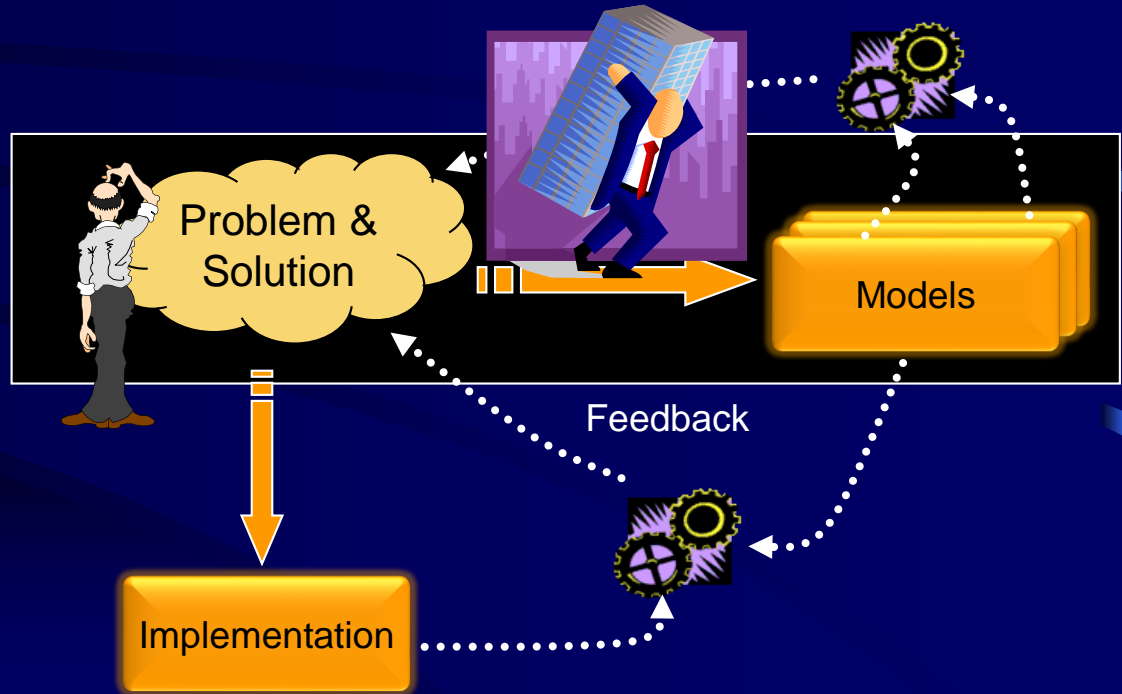 Problem &
Solution
Models
Feedback
Implementation